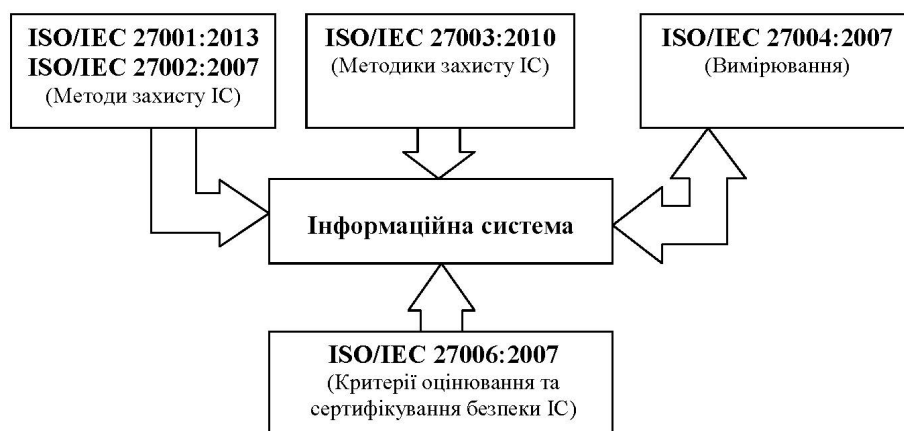 ISO/IEC 27001:2013
ISO/IEC 27002:2007
(Методи захисту ІС)
ISO/IEC 27003:2010
(Методики захисту ІС)
ISO/IEC 27004:2007
(Вимірювання)
Інформаційна система
ISO/IEC 27006:2007
(Критерії оцінювання та
сертифікування безпеки ІС)